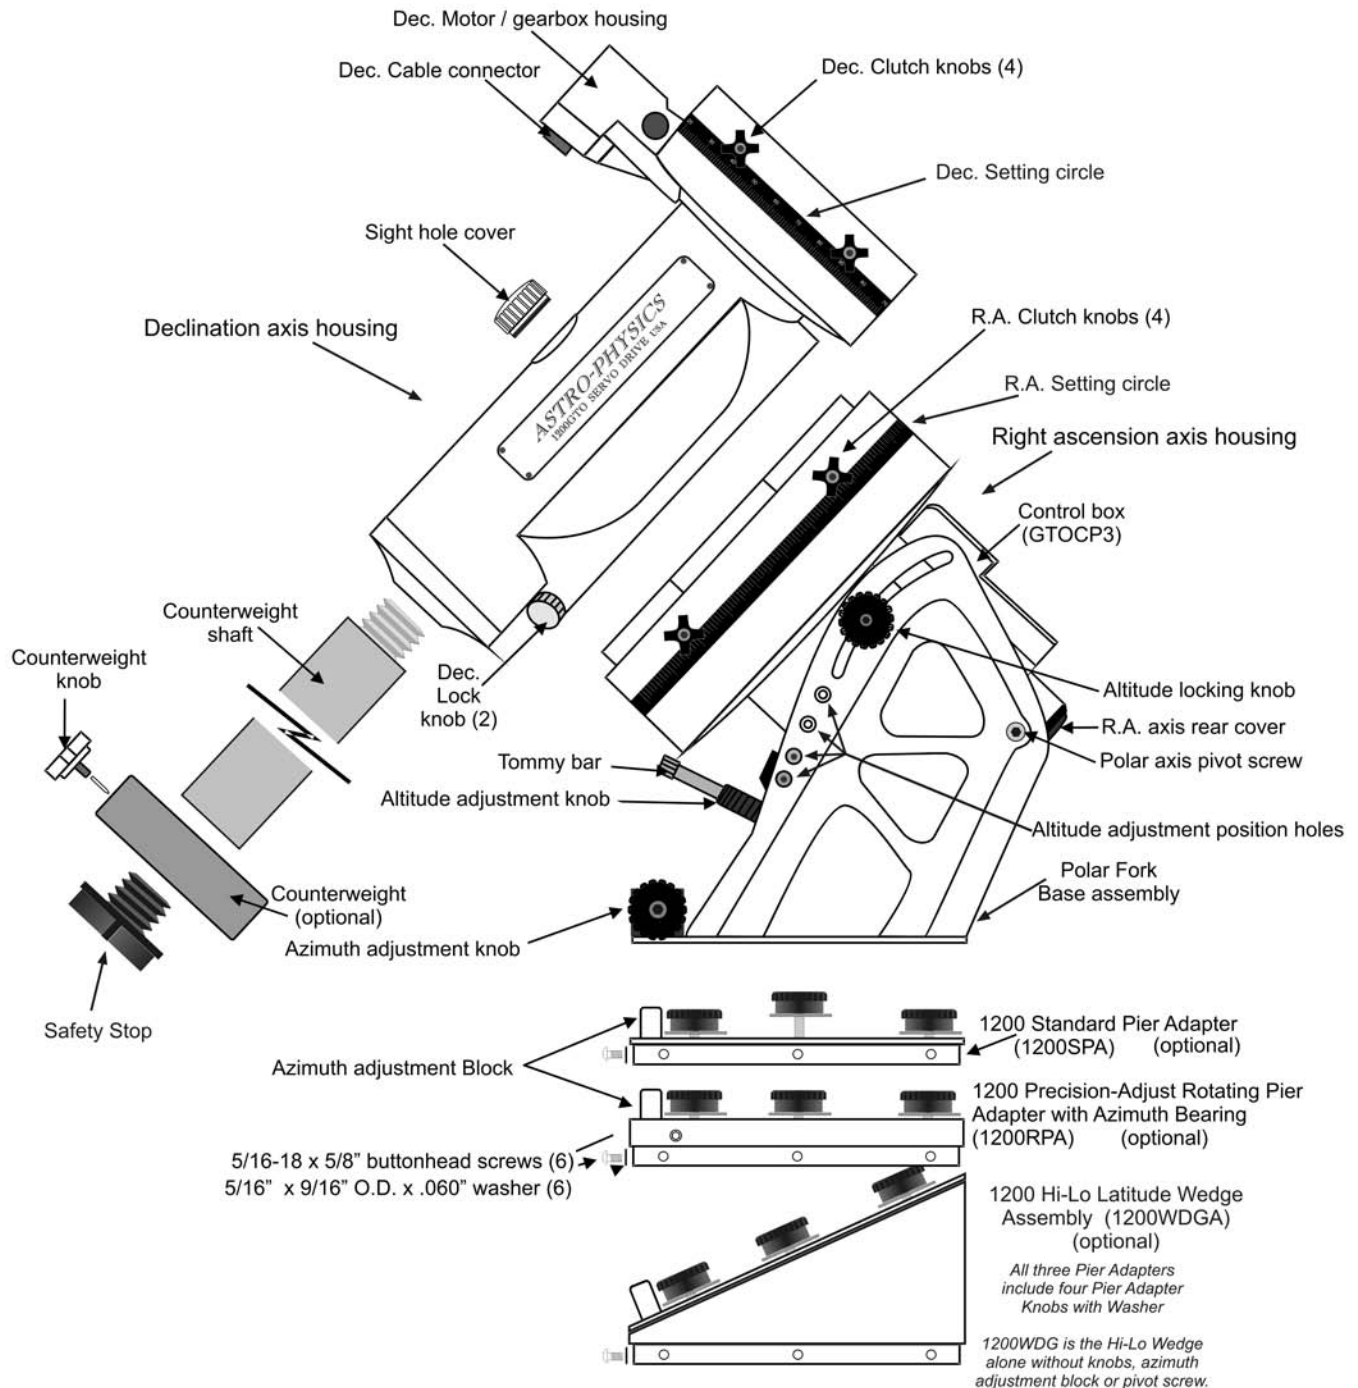 Dec. Motor / gearbox housing
Dec. Cable connector
Dec. Clutch knobs (4)
Dec. Setting circle
Sight hole cover
Declination axis housing
R.A. Clutch knobs (4)
R.A. Setting circle
Right ascension axis housing
Control box
(GTOCP3)
ASTRO-PHYSICS
1200GTO SERVO DRIVE USA
Counterweight
shaft
Counterweight
knob
Dec.
Lock
knob (2)
Altitude locking knob
R.A. axis rear cover
Polar axis pivot screw
Tommy bar
Altitude adjustment knob
Altitude adjustment position holes
Polar Fork
Base assembly
Counterweight
(optional)
Azimuth adjustment knob
Safety Stop
1200 Standard Pier Adapter
(1200SPA) (optional)
Azimuth adjustment Block
1200 Precision-Adjust Rotating Pier
Adapter with Azimuth Bearing
(1200RPA) (optional)
5/16-18 x 5/8” buttonhead screws (6)
5/16” x 9/16” O.D. x .060” washer (6)
1200 Hi-Lo Latitude Wedge
Assembly (1200WDGA)
(optional)
All three Pier Adapters
include four Pier Adapter
Knobs with Washer
1200WDG is the Hi-Lo Wedge
alone without knobs, azimuth
adjustment block or pivot screw.